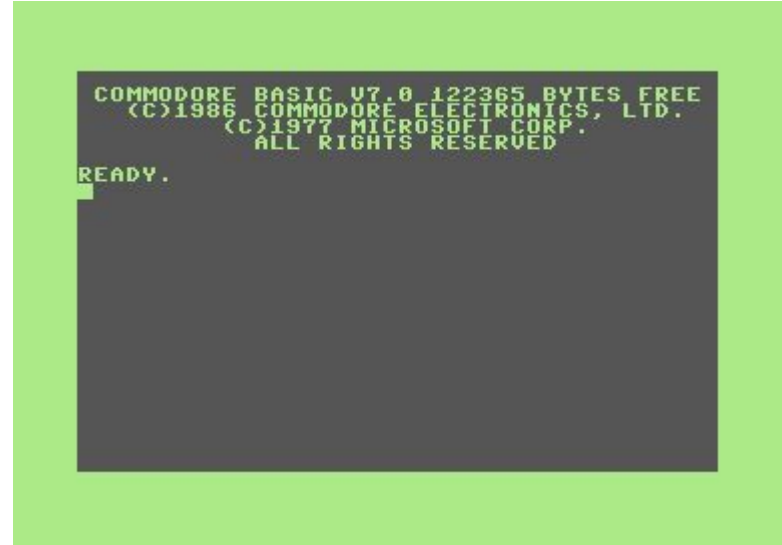 COMMODORE BASIC V7.0 122365 BYTES FREE
(C)1986 COMMODORE ELECTRONICS, LTD.
(C)1977 MICROSOFT CORP.
ALL RIGHTS RESERVED
READY.